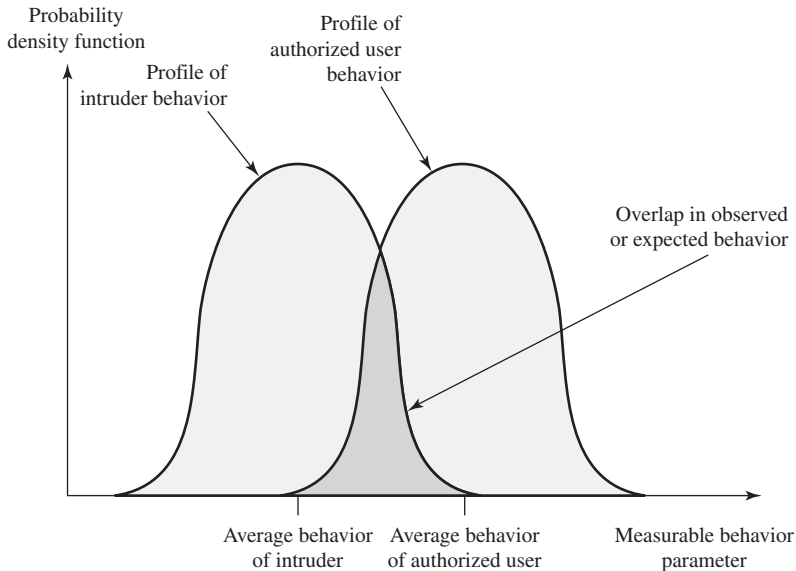 Probability
density function
Profile of
intruder behavior
Profile of
authorized user
behavior
Overlap in observed
or expected behavior
Average behavior
of intruder
Average behavior
of authorized user
Measurable behavior
parameter